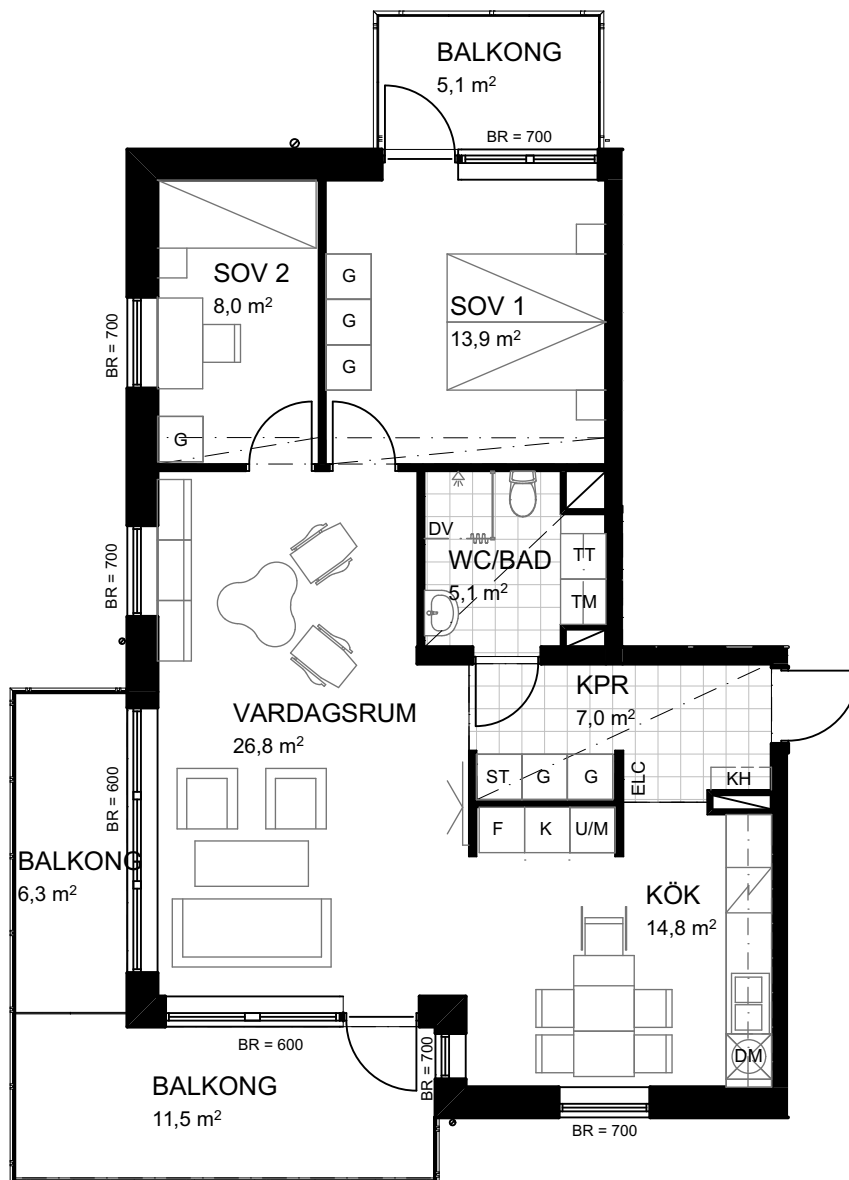 BALKONG
5,1 m²
BR = 700
SOV 2
8,0 m²
G
G
G
SOV 1
13,9 m²
BR = 700
G
DV
WC/BAD
5,1 m²
TT
TM
BR = 700
KPR
7,0 m²
VARDAGSRUM
26,8 m²
ST
G
G
ELC
KH
BR = 600
F
K
U/M
BALKONG
6,3 m²
KÖK
14,8 m²
BR = 600
BR = 700
DM
BALKONG
11,5 m²
BR = 700